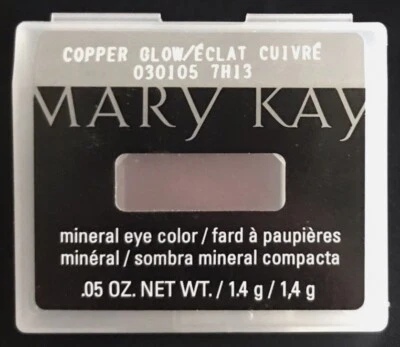 COPPER GLOW/ÉCLAT CUIVRÉ
030105 7H13
MARY KAY
mineral eye color / fard à paupières
minéral / sombra mineral compacta
.05 OZ. NET WT. / 1.4 g / 1,4 g